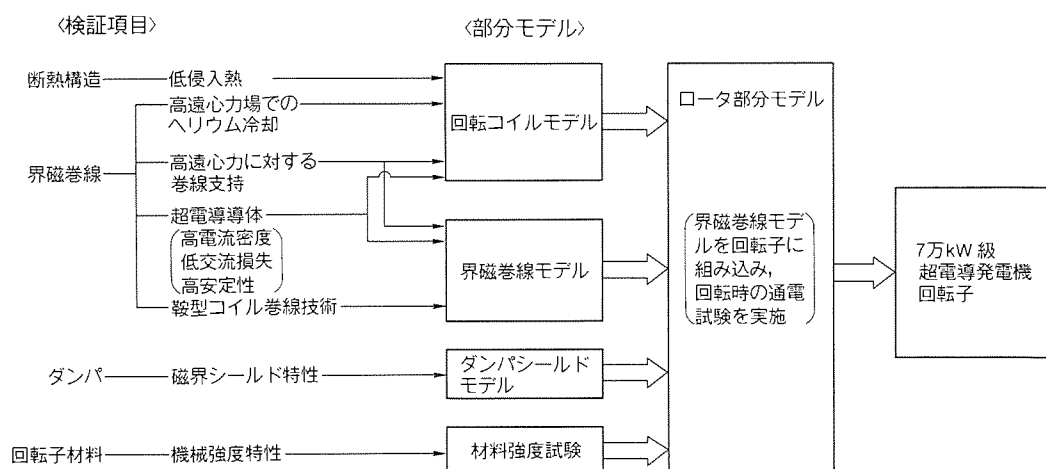 〈検証項目〉
〈部分モデル〉
断熱構造
低侵入熱
高遠心力場での
ヘリウム冷却
回転コイルモデル
界磁巻線
高遠心力に対する
巻線支持
超電導導体
高電流密度
低交流損失
高安定性
鞍型コイル巻線技術
界磁巻線モデル
ダンパ
磁界シールド特性
ダンパシールド
モデル
回転子材料
機械強度特性
材料強度試験
ロータ部分モデル
界磁巻線モデ
ルを回転子に
組み込み,
回転時の通電
試験を実施
7万kW 級
超電導発電機
回転子